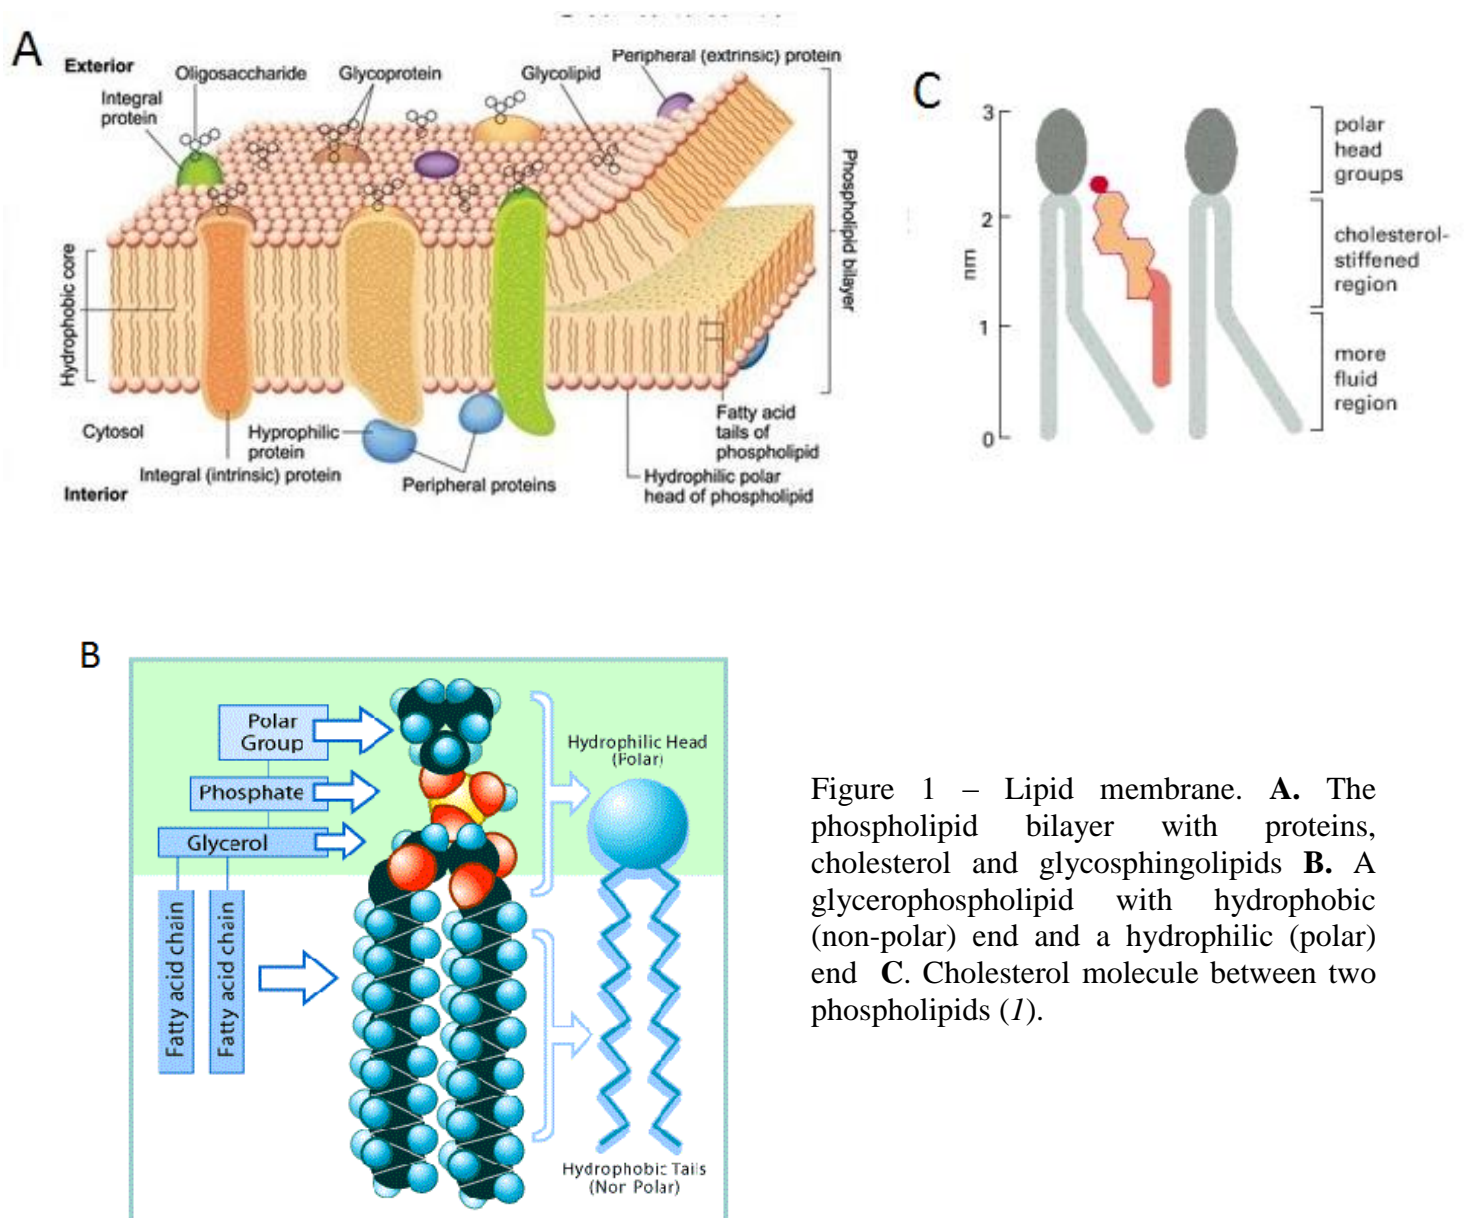 A
Exterior
Oligosaccharide
Glycoprotein
Glycolipid
Peripheral (extrinsic) protein
Integral
protein
Hydrophobic core
Phospholipid bilayer
Cytosol
Hyprophilic
protein
Integral (intrinsic) protein
Interior
Peripheral proteins
Fatty acid
tails of
phospholipid
Hydrophilic polar
head of phospholipid
C
3
2
1
0
nm
polar
head
groups
cholesterol-
stiffened
region
more
fluid
region
B
Polar
Group
Phosphate
Glycerol
Fatty acid chain
Fatty acid chain
Hydrophilic Head
(Polar)
Hydrophobic Tails
(Non Polar)
Figure 1 – Lipid membrane. A. The
phospholipid bilayer with proteins,
cholesterol and glycosphingolipids B. A
glycerophospholipid with hydrophobic
(non-polar) end and a hydrophilic (polar)
end C. Cholesterol molecule between two
phospholipids (1).